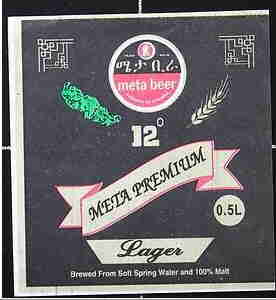 ሜታ ቢራ
meta beer
12°
META PREMIUM
0.5L
Lager
Brewed From Soft Spring Water and 100% Malt